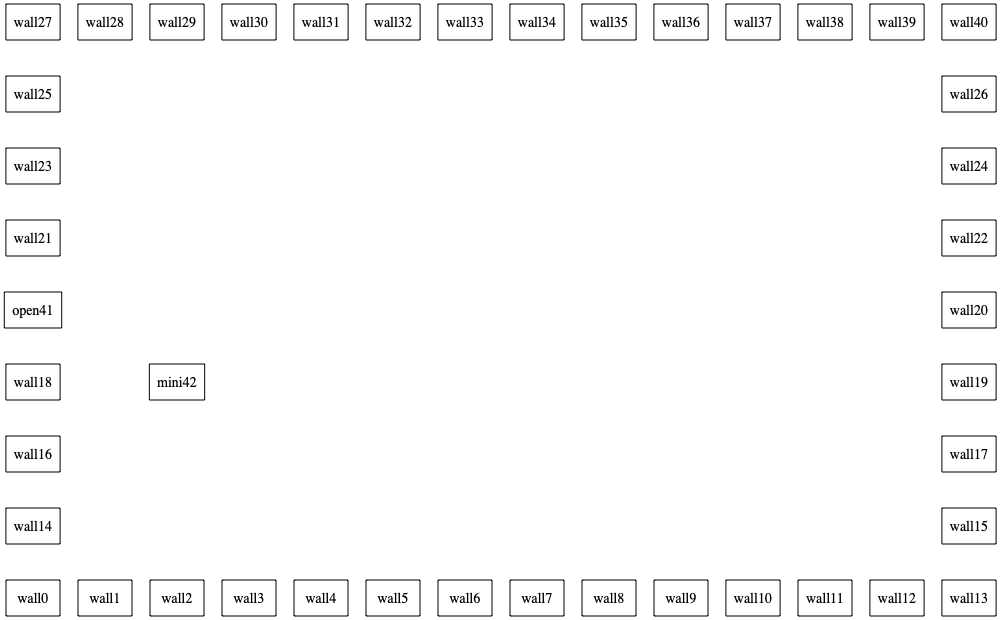 wall27 wall28 wall29 wall30 wall31 wall32 wall33 wall34 wall35 wall36 wall37 wall38 wall39 wall40
wall25 wall26
wall23 wall24
wall21 wall22
open41 wall20
wall18 mini42 wall19
wall16 wall17
wall14 wall15
wall0 wall1 wall2 wall3 wall4 wall5 wall6 wall7 wall8 wall9 wall10 wall11 wall12 wall13